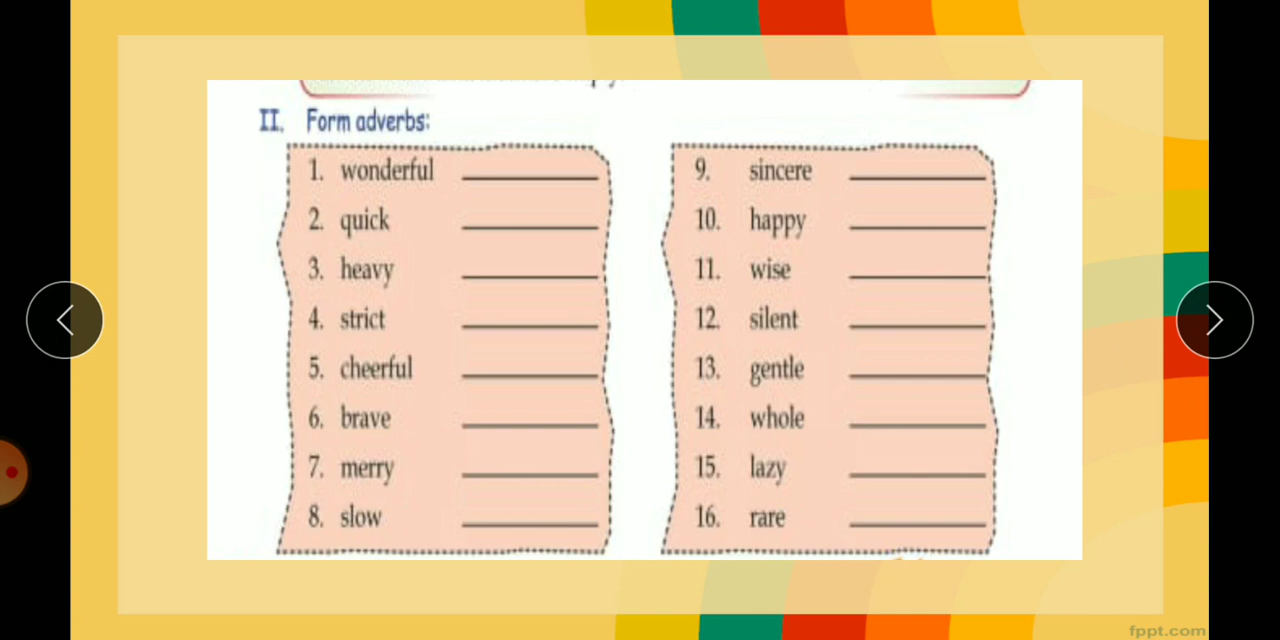 II. Form adverbs:
1. wonderful
2. quick
3. heavy
4. strict
5. cheerful
6. brave
7. merry
8. slow
9. sincere
10. happy
11. wise
12. silent
13. gentle
14. whole
15. lazy
16. rare
fppt.com